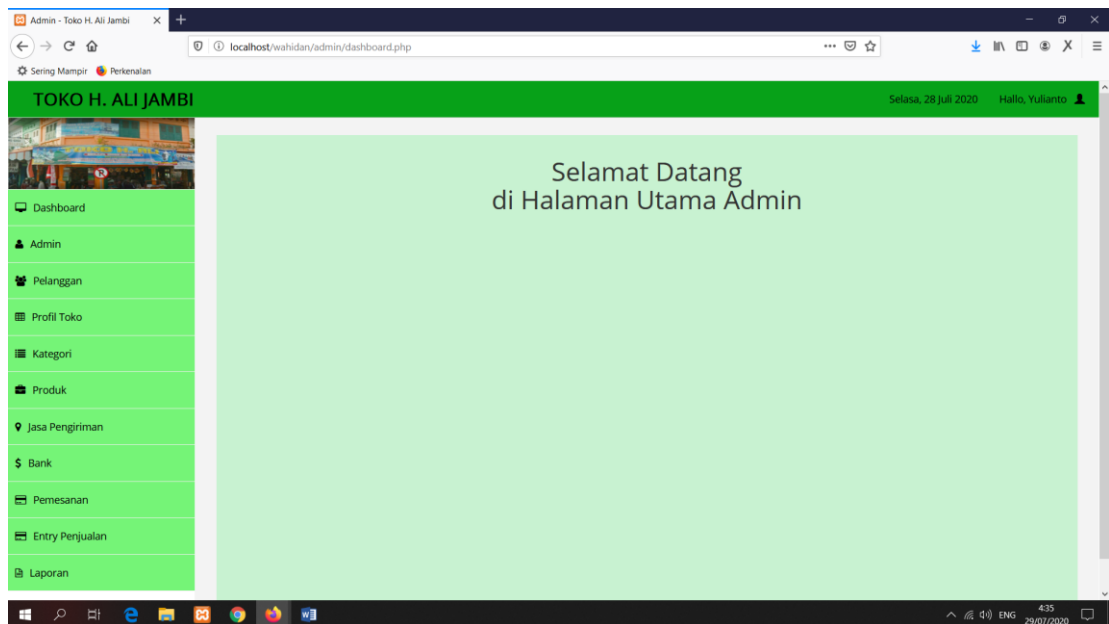 Admin - Toko H. Ali Jambi
localhost/wahidan/admin/dashboard.php
Sering Mampir Perkenalan
TOKO H. ALI JAMBI
Selasa, 28 Juli 2020 Hallo, Yulianto
Selamat Datang
di Halaman Utama Admin
Dashboard
Admin
Pelanggan
Profil Toko
Kategori
Produk
Jasa Pengiriman
$ Bank
Pemesanan
Entry Penjualan
Laporan
ENG
4:35
29/07/2020